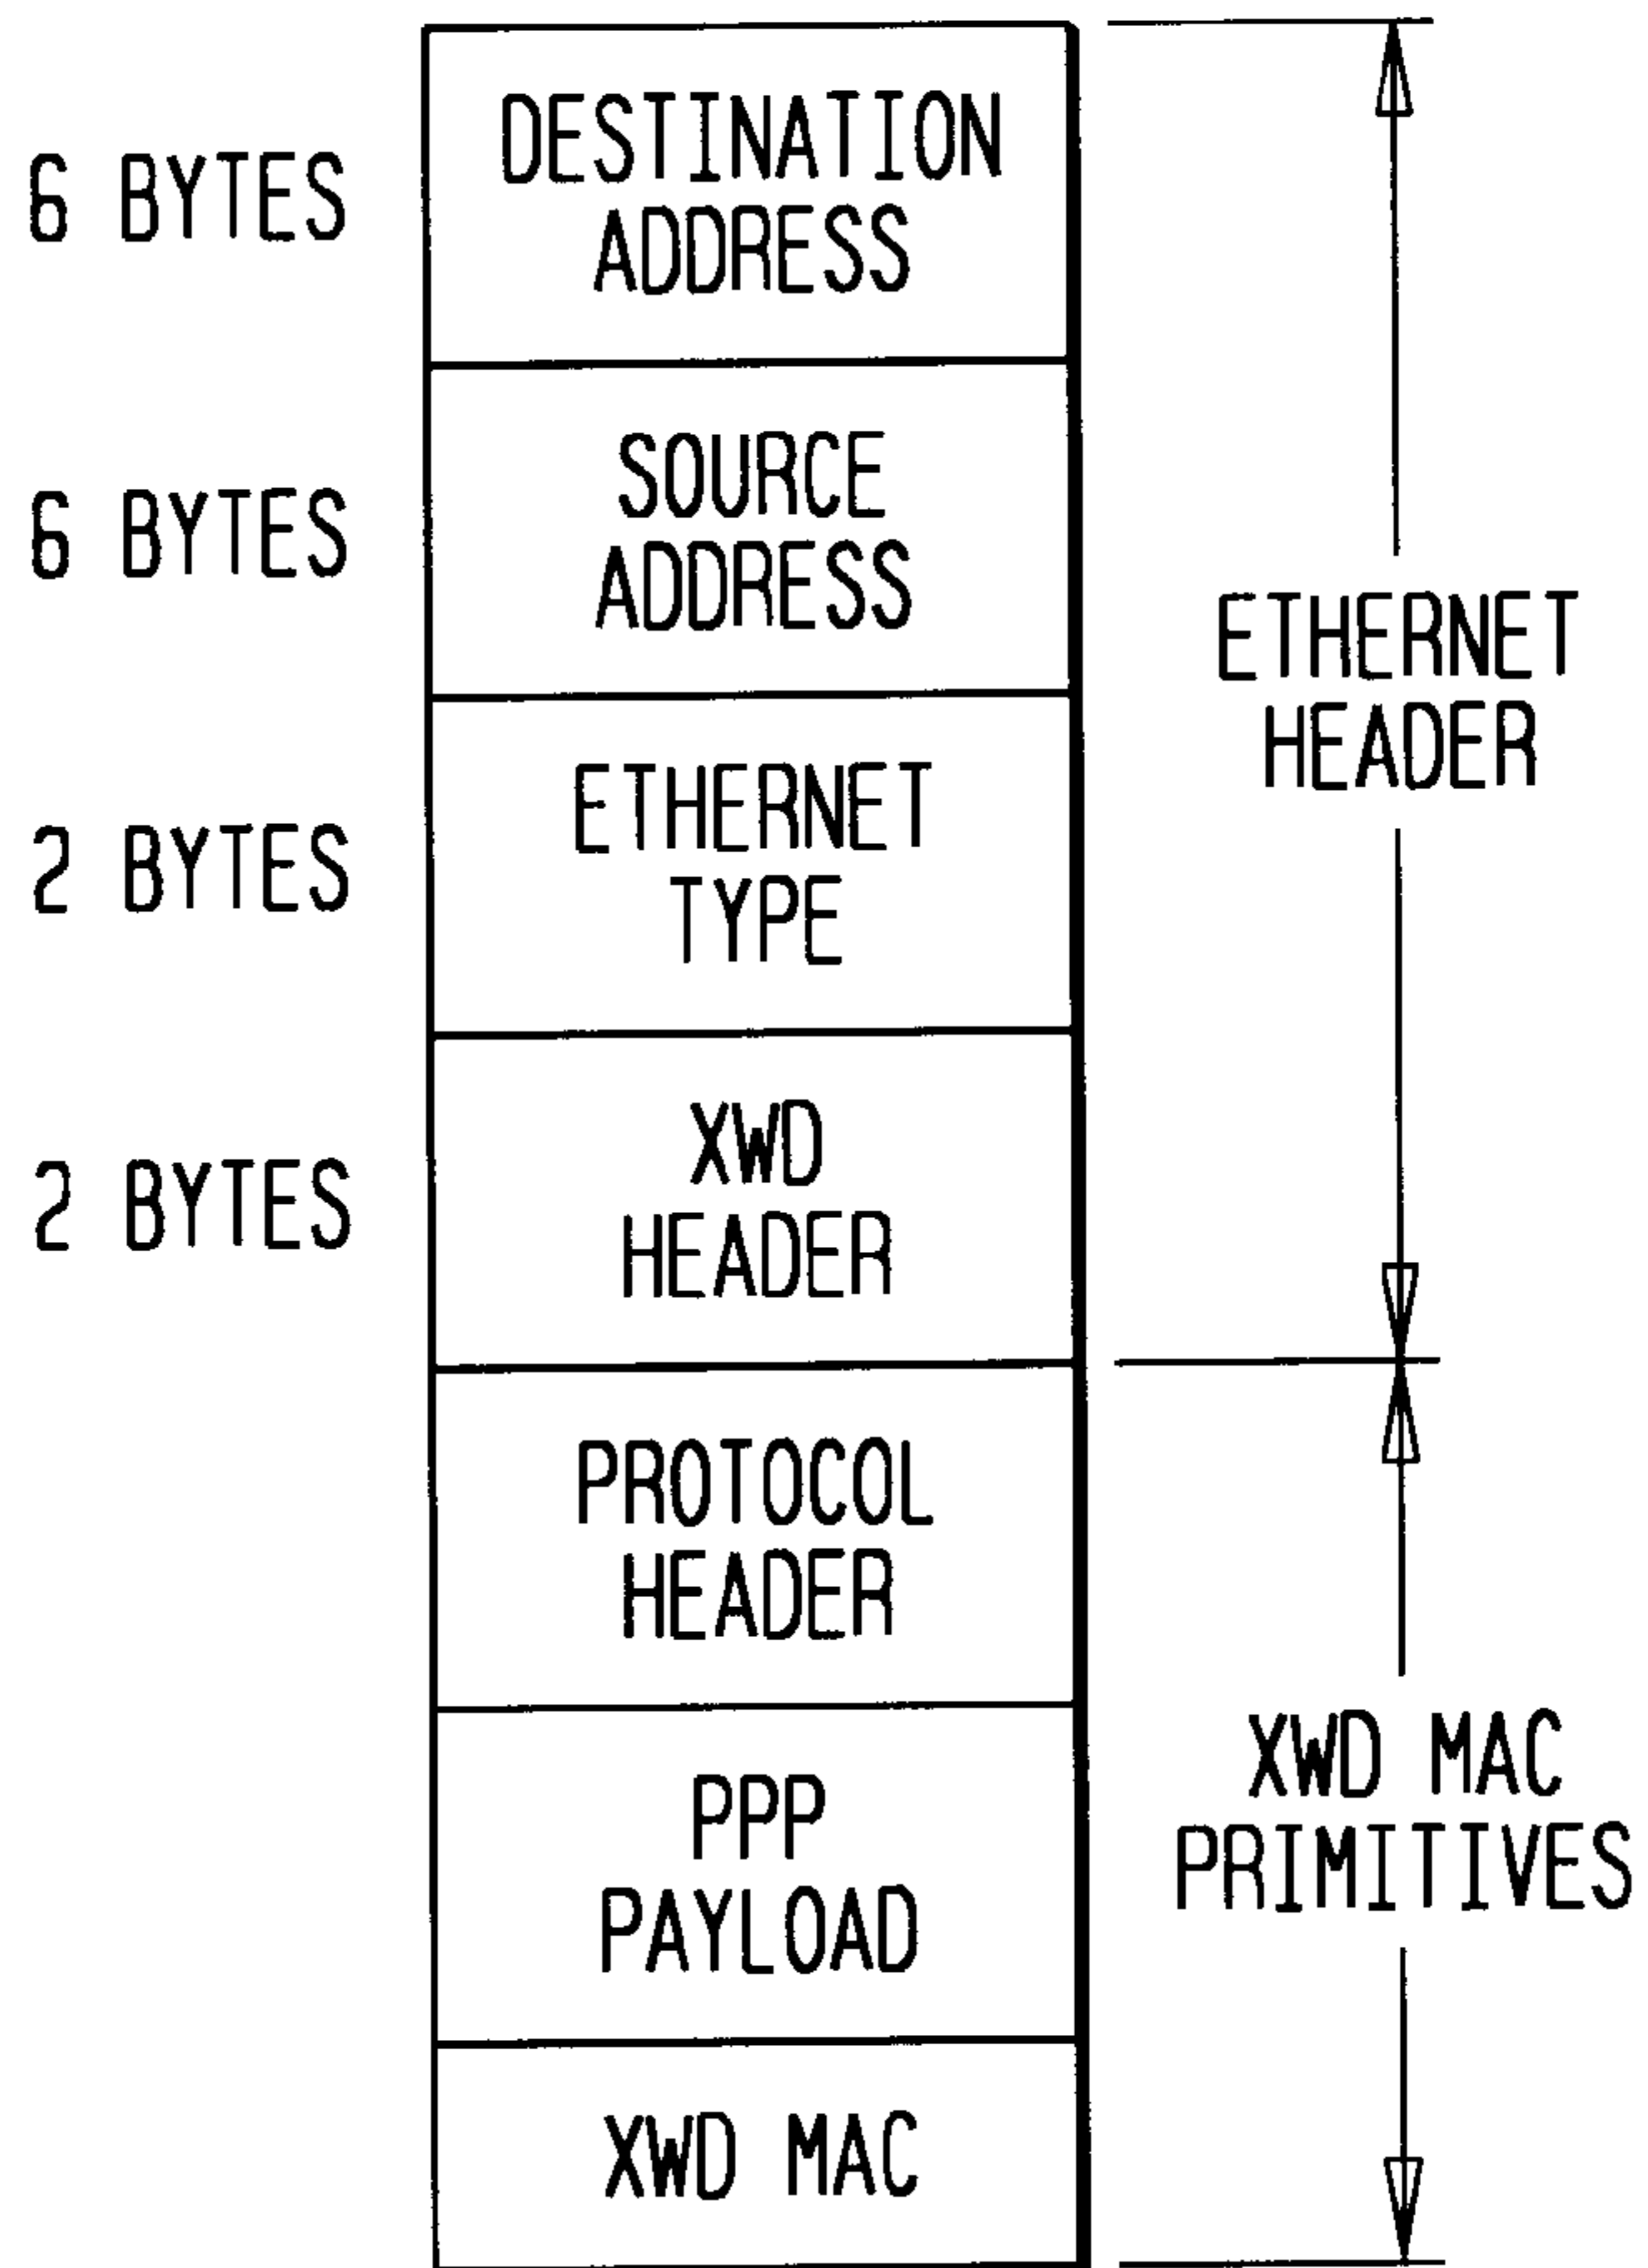 6 BYTES
DESTINATION
ADDRESS
6 BYTES
SOURCE
ADDRESS
ETHERNET
HEADER
2 BYTES
ETHERNET
TYPE
2 BYTES
XWD
HEADER
PROTOCOL
HEADER
PPP
PAYLOAD
XWD MAC
PRIMITIVES
XWD MAC